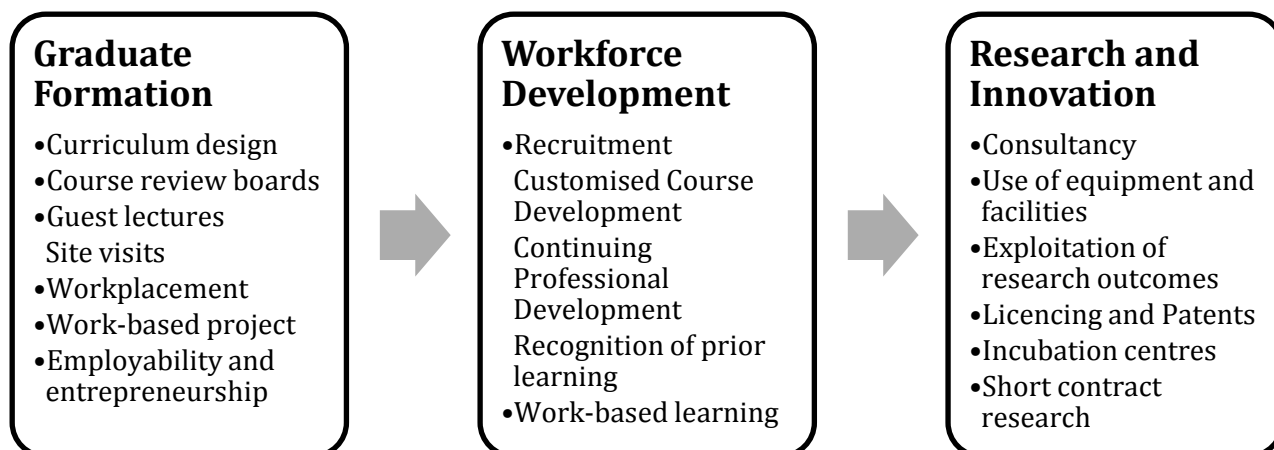 Graduate
Formation
•Curriculum design
•Course review boards
•Guest lectures
Site visits
•Workplacement
•Work-based project
•Employability and
entrepreneurship
Workforce
Development
•Recruitment
Customised Course
Development
Continuing
Professional
Development
Recognition of prior
learning
•Work-based learning
Research and
Innovation
•Consultancy
•Use of equipment and
facilities
•Exploitation of
research outcomes
•Licencing and Patents
•Incubation centres
•Short contract
research